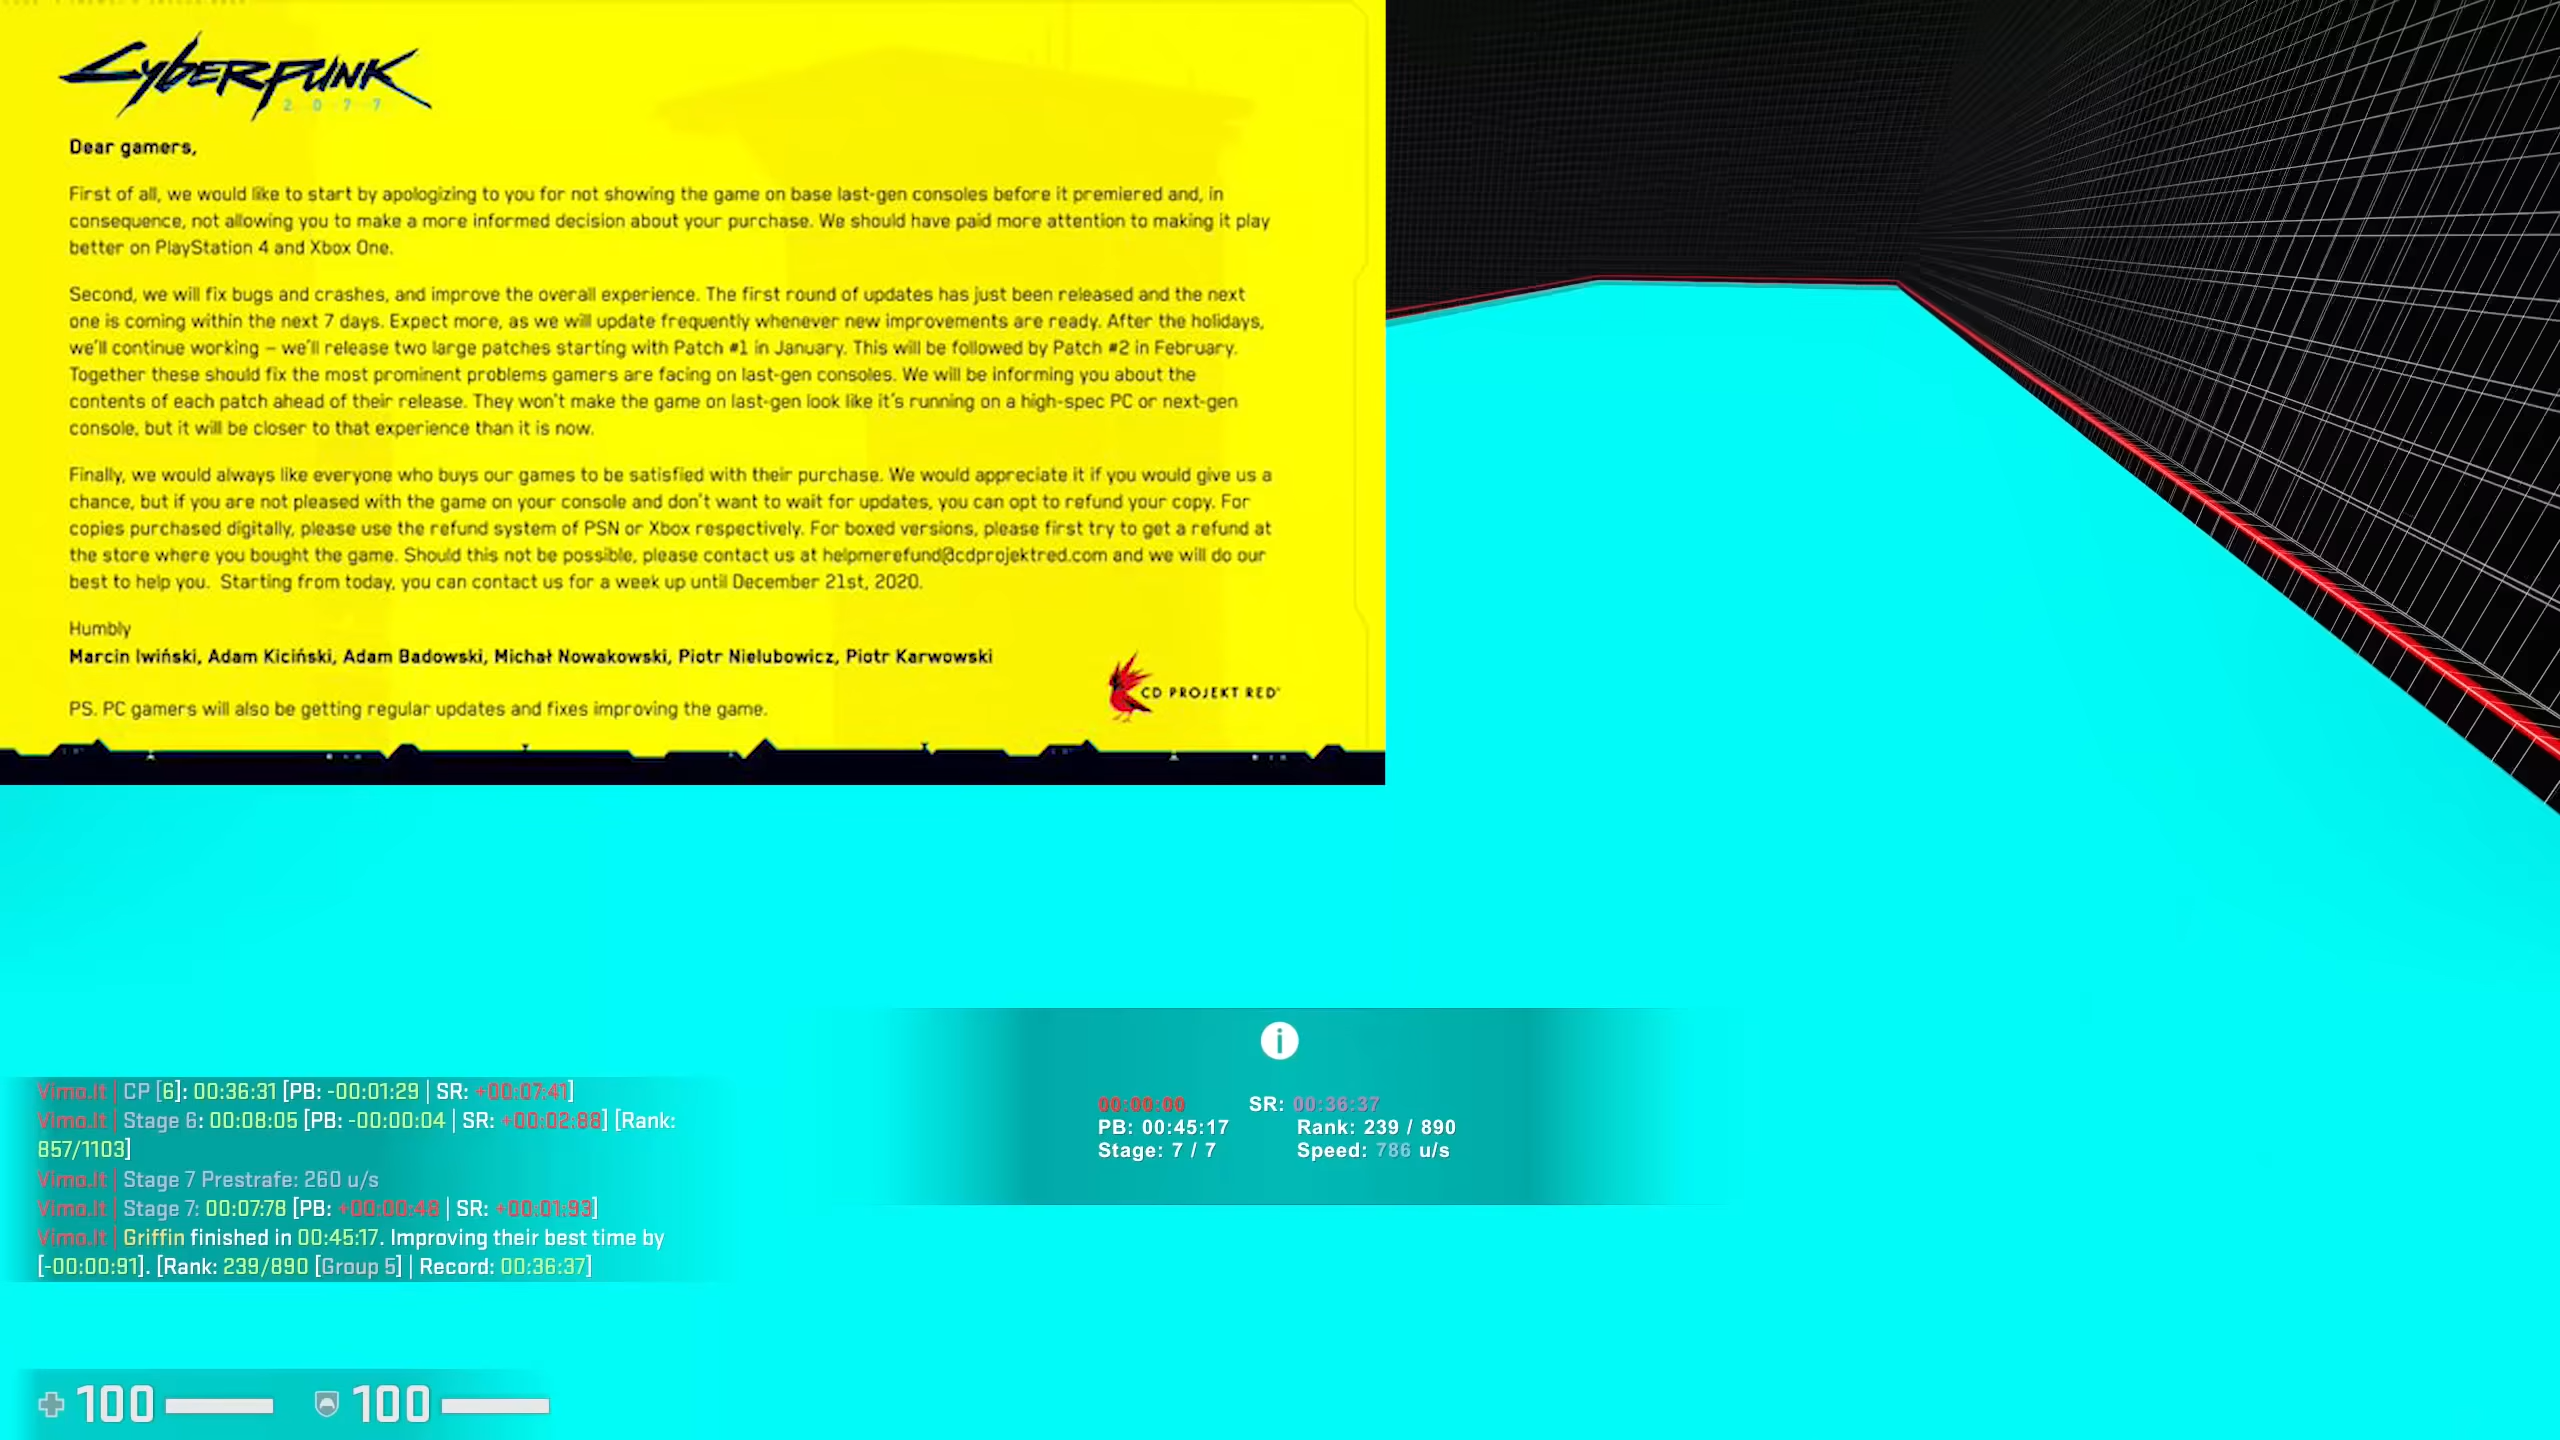 Cyberpunk
2077
Dear gamers,
First of all, we would like to start by apologizing to you for not showing the game on base last-gen consoles before it premiered and, in
consequence, not allowing you to make a more informed decision about your purchase. We should have paid more attention to making it play
better on PlayStation 4 and Xbox One.
Second, we will fix bugs and crashes, and improve the overall experience. The first round of updates has just been released and the next
one is coming within the next 7 days. Expect more, as we will update frequently whenever new improvements are ready. After the holidays,
we'll continue working – we'll release two large patches starting with Patch #1 in January. This will be followed by Patch #2 in February.
Together these should fix the most prominent problems gamers are facing on last-gen consoles. We will be informing you about the
contents of each patch ahead of their release. They won't make the game on last-gen look like it's running on a high-spec PC or next-gen
console, but it will be closer to that experience than it is now.
Finally, we would always like everyone who buys our games to be satisfied with their purchase. We would appreciate it if you would give us a
chance, but if you are not pleased with the game on your console and don't want to wait for updates, you can opt to refund your copy. For
copies purchased digitally, please use the refund system of PSN or Xbox respectively. For boxed versions, please first try to get a refund at
the store where you bought the game. Should this not be possible, please contact us at helpmerefund@cdprojektred.com and we will do our
best to help you. Starting from today, you can contact us for a week up until December 21st, 2020.
Humbly
Marcin Iwiński, Adam Kiciński, Adam Badowski, Michał Nowakowski, Piotr Nielubowicz, Piotr Karwowski
CD PROJEKT RED
PS. PC gamers will also be getting regular updates and fixes improving the game.
Vimo.lt | CP [6]: 00:36:31 [PB: -00:01:29 | SR: +00:07:41]
Vimo.lt | Stage 6: 00:08:05 [PB: -00:00:04 | SR: +00:02:88] [Rank:
857/1103]
Vimo.lt | Stage 7 Prestrafe: 260 u/s
Vimo.lt | Stage 7: 00:07:78 [PB: +00:00:48 | SR: +00:01:93]
Vimo.lt | Griffin finished in 00:45:17. Improving their best time by
[-00:00:91]. [Rank: 239/890 [Group 5] | Record: 00:36:37]
00:00:00 SR: 00:36:37
PB: 00:45:17 Rank: 239 / 890
Stage: 7 / 7 Speed: 786 u/s
100 100